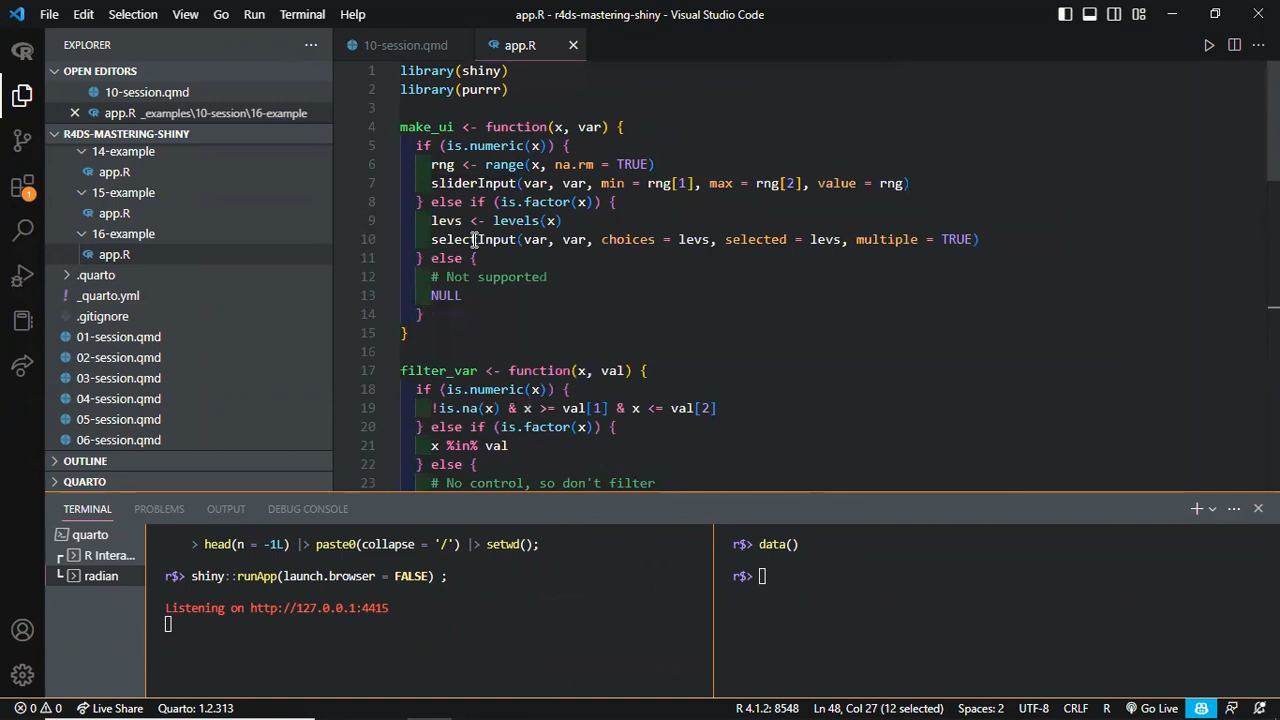 File Edit Selection View Go Run Terminal Help
app.R - r4ds-mastering-shiny - Visual Studio Code
EXPLORER
OPEN EDITORS
10-session.qmd
app.R _examples\10-session\16-example
R4DS-MASTERING-SHINY
14-example
app.R
15-example
app.R
16-example
app.R
.quarto
_quarto.yml
.gitignore
01-session.qmd
02-session.qmd
03-session.qmd
04-session.qmd
05-session.qmd
06-session.qmd
OUTLINE
QUARTO
1
10-session.qmd app.R
1 library(shiny)
2 library(purrr)
3
4 make_ui <- function(x, var) {
5 if (is.numeric(x)) {
6 rng <- range(x, na.rm = TRUE)
7 sliderInput(var, var, min = rng[1], max = rng[2], value = rng)
8 } else if (is.factor(x)) {
9 levs <- levels(x)
10 selectInput(var, var, choices = levs, selected = levs, multiple = TRUE)
11 } else {
12 # Not supported
13 NULL
14 }
15 }
16
17 filter_var <- function(x, val) {
18 if (is.numeric(x)) {
19 !is.na(x) & x >= val[1] & x <= val[2]
20 } else if (is.factor(x)) {
21 x %in% val
22 } else {
23 # No control, so don't filter
TERMINAL PROBLEMS OUTPUT DEBUG CONSOLE
quarto
R Intera...
radian
> head(n = -1L) |> paste0(collapse = '/') |> setwd();
r$> shiny::runApp(launch.browser = FALSE) ;
Listening on http://127.0.0.1:4415
r$> data()
r$>
0 0 Live Share Quarto: 1.2.313
R 4.1.2: 8548 Ln 48, Col 27 (12 selected) Spaces: 2 UTF-8 CRLF R Go Live